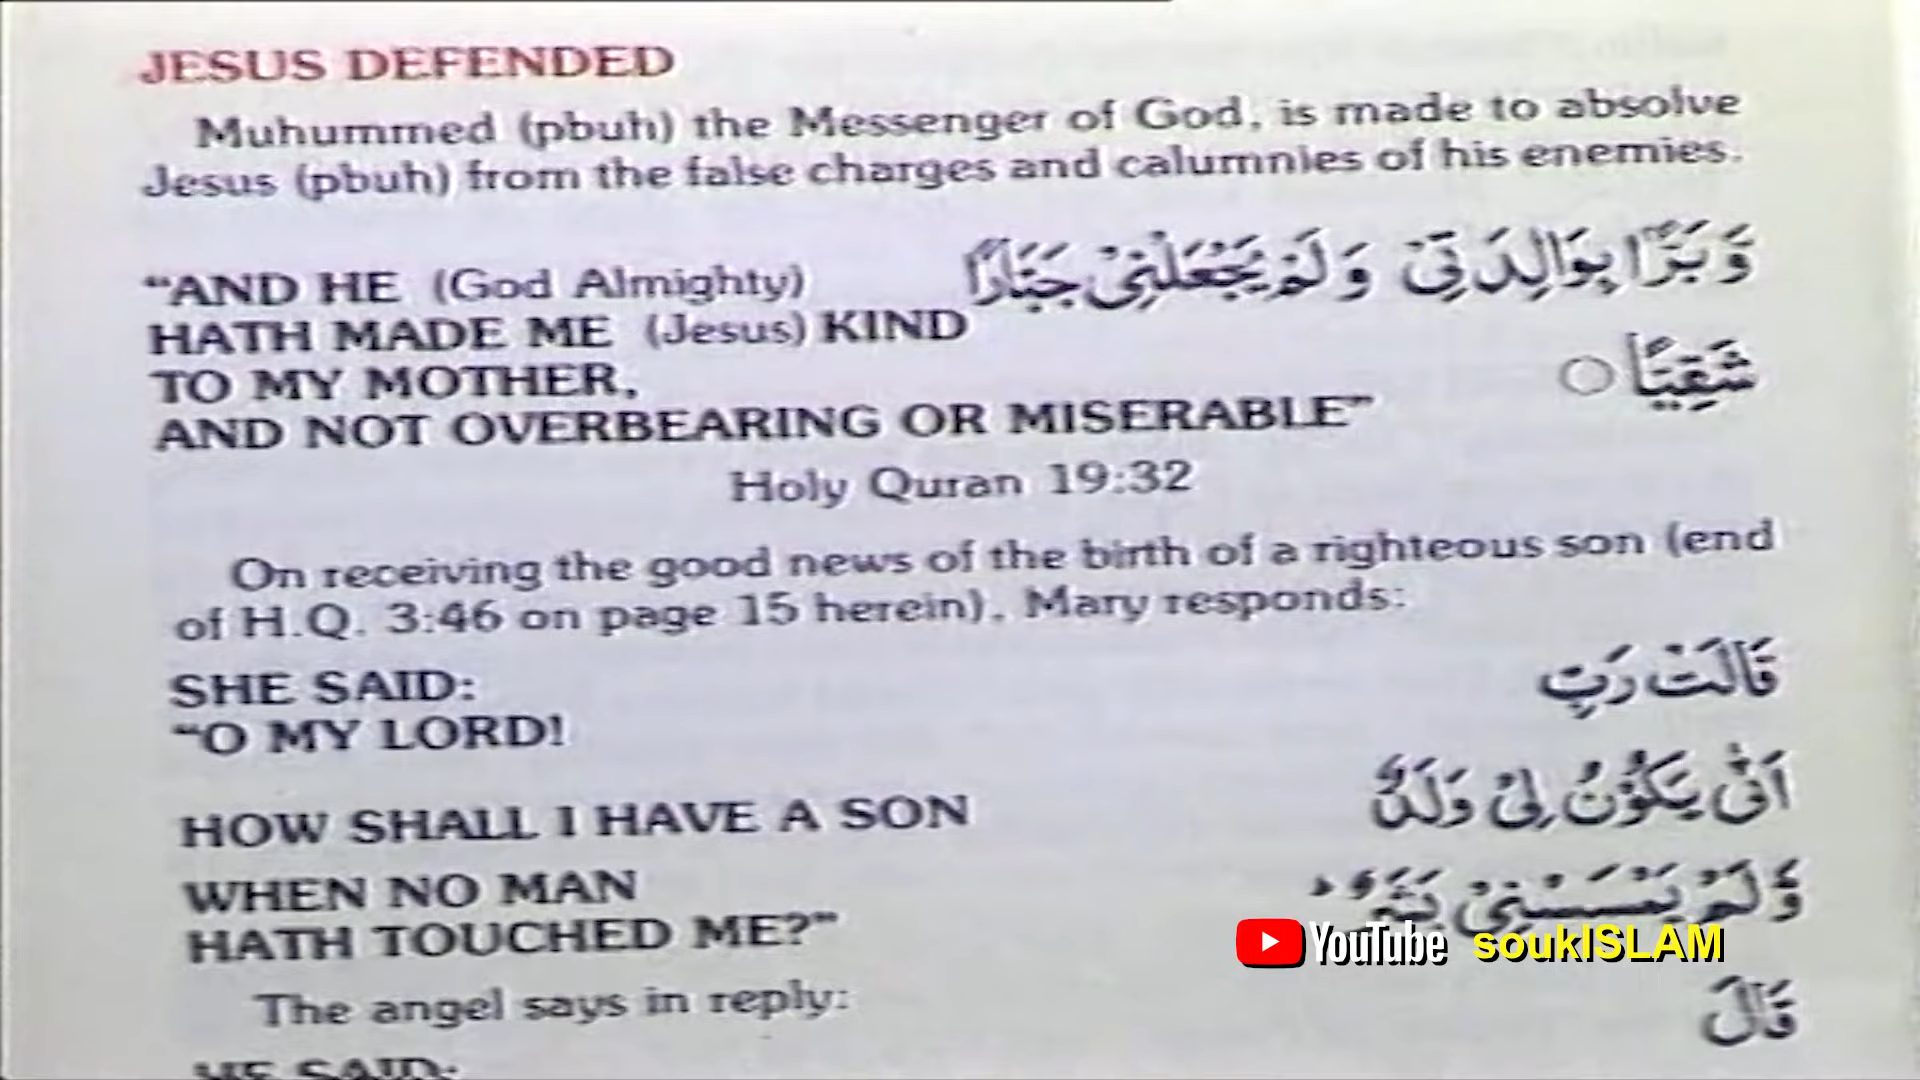 JESUS DEFENDED
Muhummed (pbuh) the Messenger of God, is made to absolve
Jesus (pbuh) from the false charges and calumnies of his enemies.
“AND HE (God Almighty)
HATH MADE ME (Jesus) KIND
TO MY MOTHER,
AND NOT OVERBEARING OR MISERABLE”
وَبَرًّا بِوَالِدَتِيْ وَلَمْ يَجْعَلْنِيْ جَبَّارًا
شَقِيًّا ○
Holy Quran 19:32
On receiving the good news of the birth of a righteous son (end
of H.Q. 3:46 on page 15 herein), Mary responds:
SHE SAID:
قَالَتْ رَبِّ
“O MY LORD!
HOW SHALL I HAVE A SON
اَنّٰى يَكُوْنُ لِيْ وَلَدٌ
WHEN NO MAN
وَّلَمْ يَمْسَسْنِيْ بَشَرٌ
HATH TOUCHED ME?”
YouTube soukISLAM
The angel says in reply:
قَالَ
HE SAID: